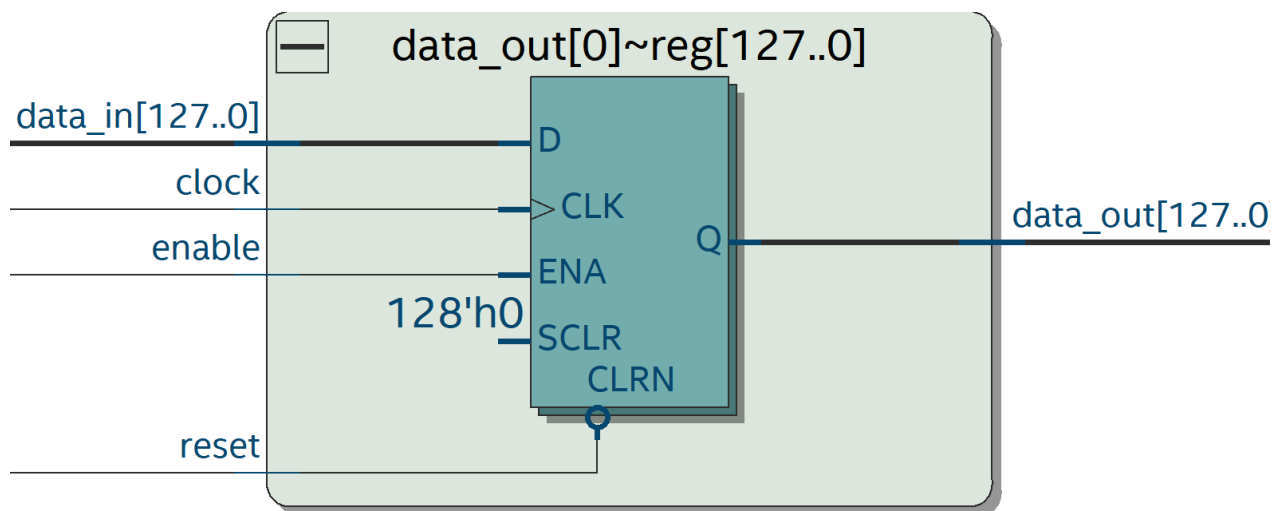 data_out[0]~reg[127..0]
data_in[127..0]
D
clock
CLK
data_out[127..0]
enable
Q
ENA
128'h0
SCLR
CLRN
reset